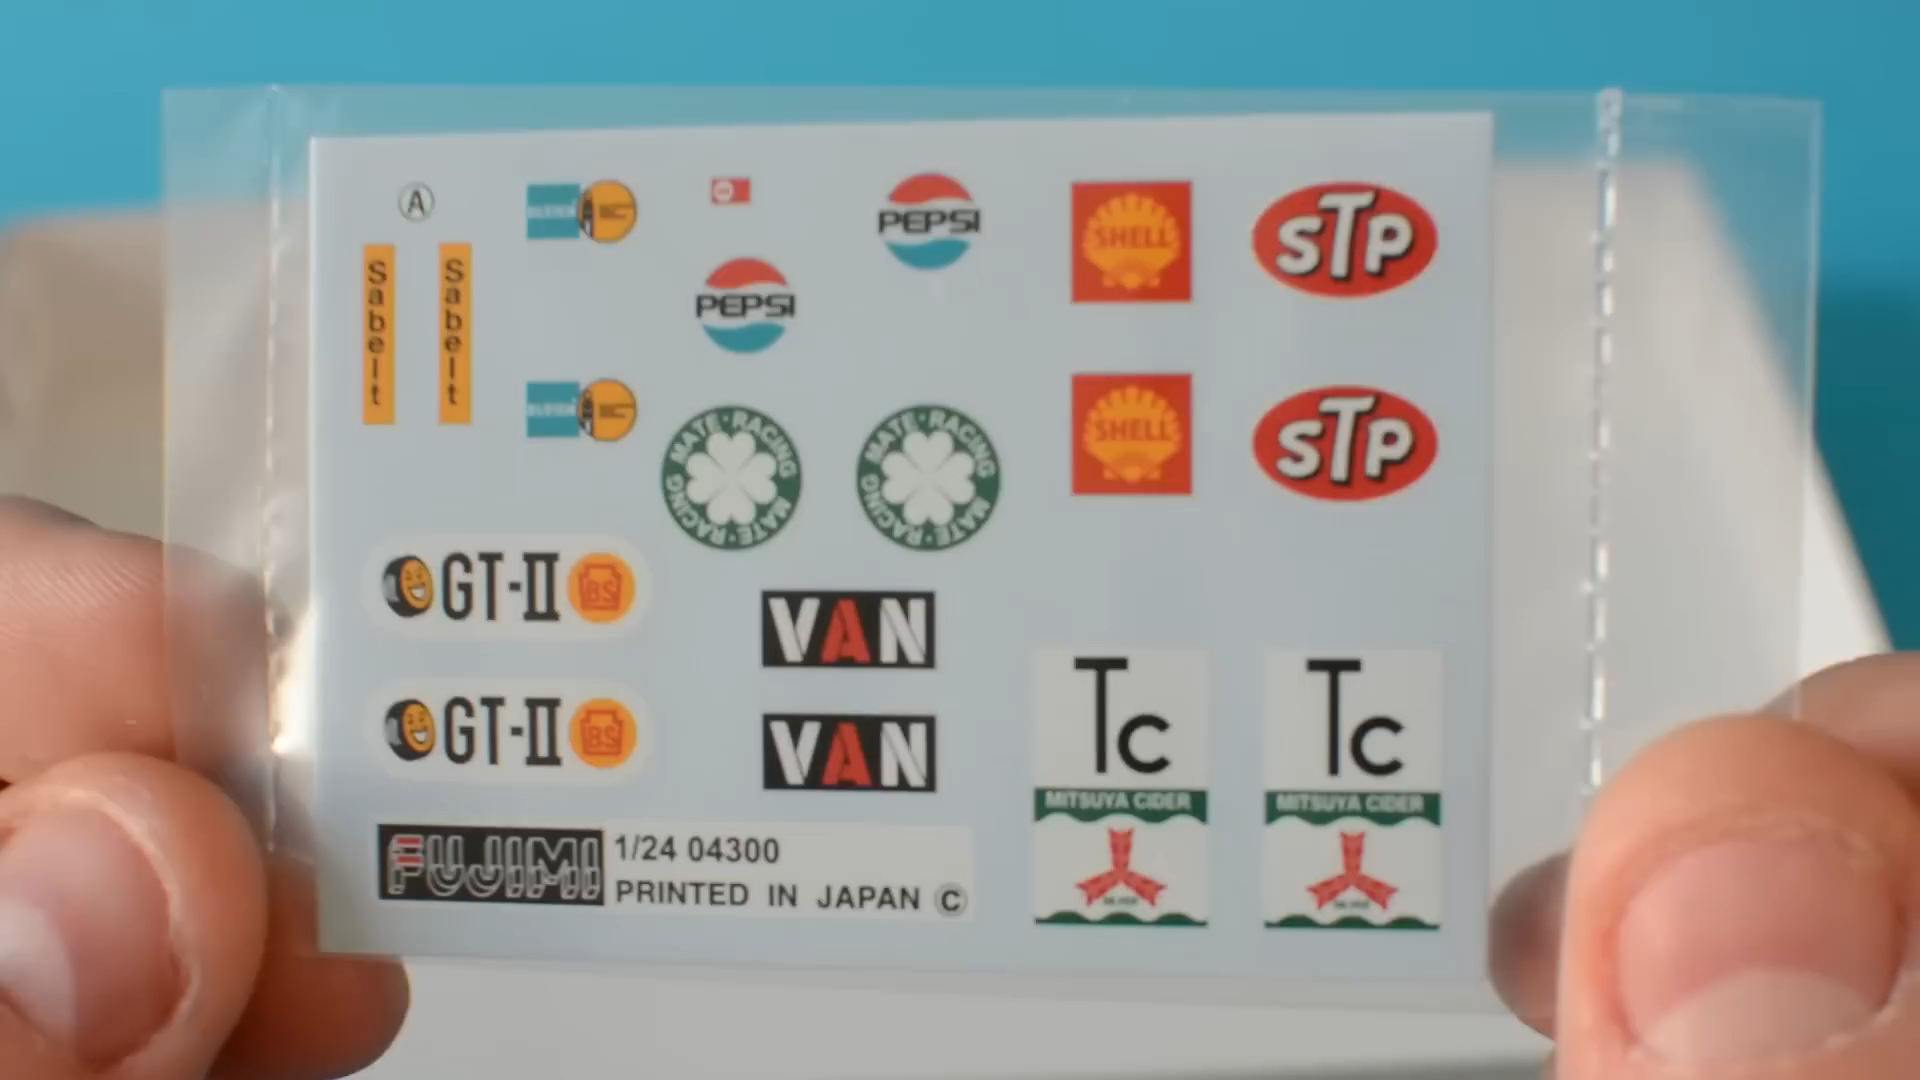 A
Sabelt
Sabelt
PEPSI
PEPSI
SHELL
STP
SHELL
STP
MATE·RACING
MATE·RACING
MATE·RACING
MATE·RACING
GT-II BS
GT-II BS
VAN
VAN
Tc
MITSUYA CIDER
Tc
MITSUYA CIDER
FUJIMI 1/24 04300
PRINTED IN JAPAN ©